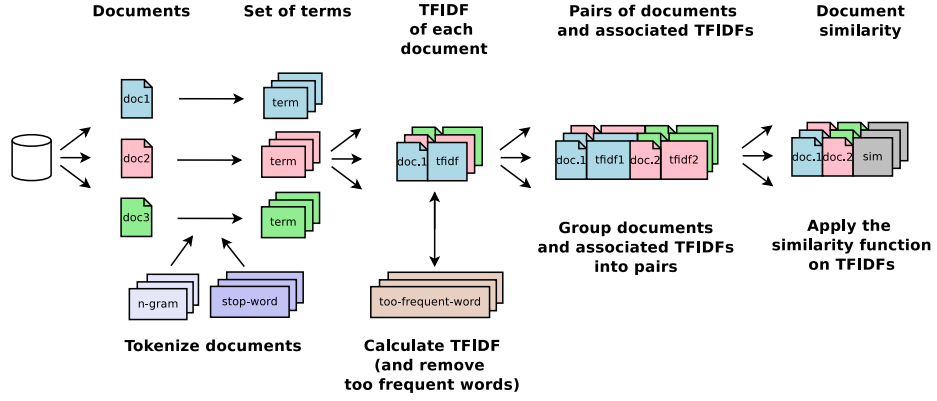 Documents
Set of terms
TFIDF
of each
document
Pairs of documents
and associated TFIDFs
Document
similarity
doc1
term
doc2
term
doc3
term
doc.1 tfidf
doc.1 tfidf1 doc.2 tfidf2
doc.1 doc.2 sim
n-gram
stop-word
too-frequent-word
Tokenize documents
Calculate TFIDF
(and remove
too frequent words)
Group documents
and associated TFIDFs
into pairs
Apply the
similarity function
on TFIDFs